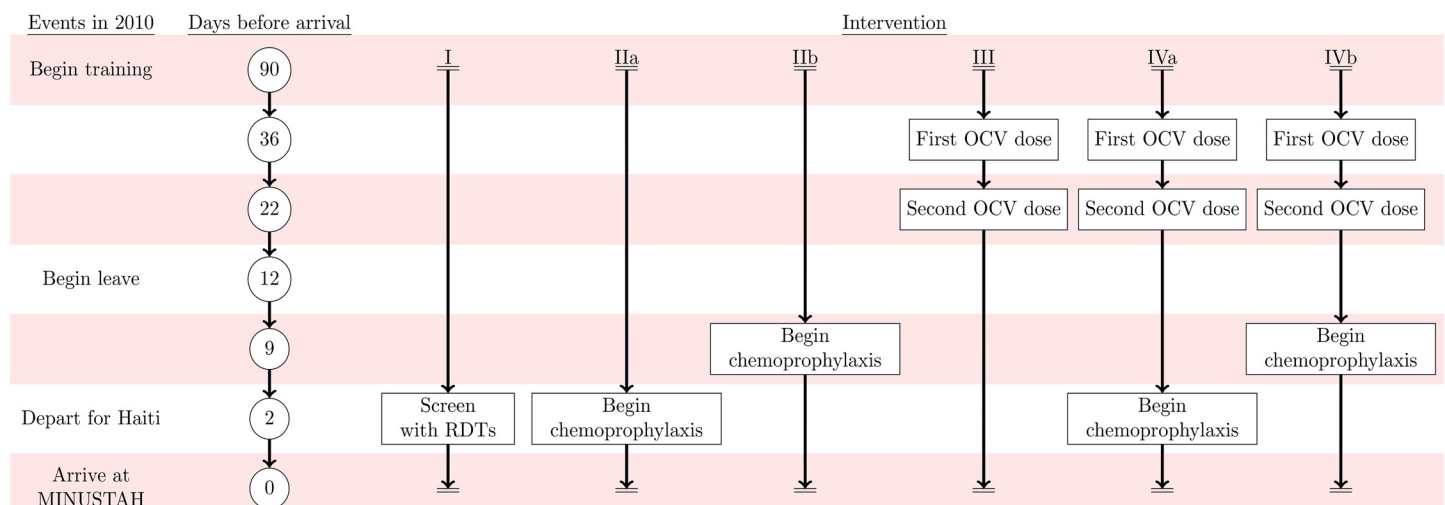 Events in 2010 Days before arrival Intervention
Begin training 90 I IIa IIb III IVa IVb
36 First OCV dose First OCV dose First OCV dose
22 Second OCV dose Second OCV dose Second OCV dose
Begin leave 12
9 Begin chemoprophylaxis Begin chemoprophylaxis
Depart for Haiti 2 Screen with RDTs Begin chemoprophylaxis Begin chemoprophylaxis
Arrive at
MINUSTAH 0